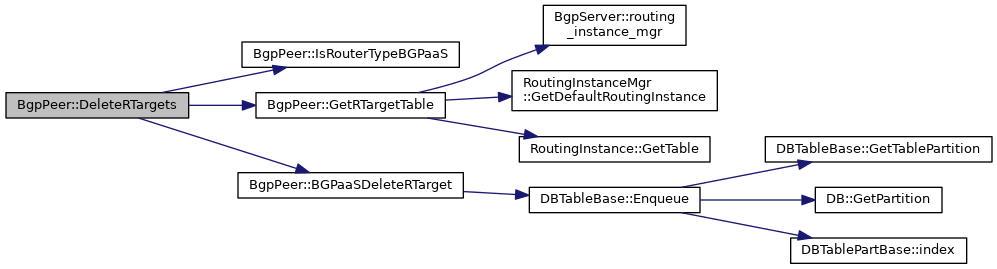 BgpPeer::DeleteRTargets
BgpPeer::IsRouterTypeBGPaaS
BgpPeer::GetRTargetTable
BgpPeer::BGPaaSDeleteRTarget
BgpServer::routing
_instance_mgr
RoutingInstanceMgr
::GetDefaultRoutingInstance
RoutingInstance::GetTable
DBTableBase::Enqueue
DBTableBase::GetTablePartition
DB::GetPartition
DBTablePartBase::index